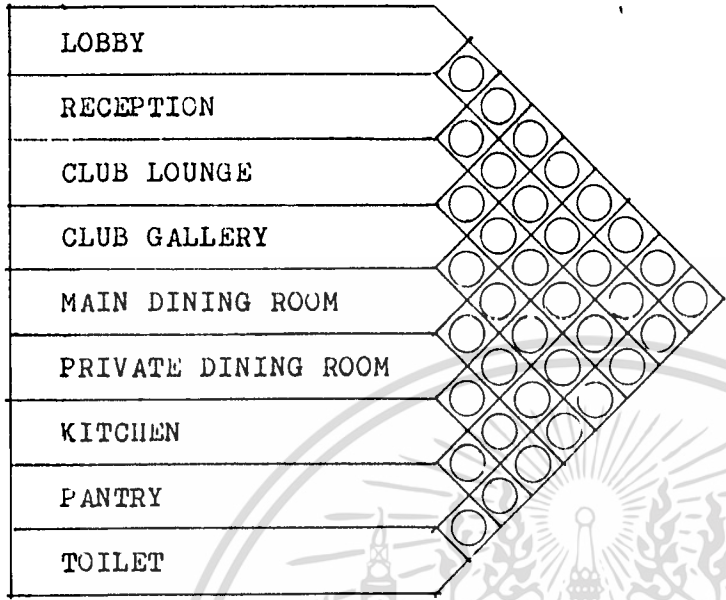 LOBBY
RECEPTION
CLUB LOUNGE
CLUB GALLERY
MAIN DINING ROOM
PRIVATE DINING ROOM
KITCHEN
PANTRY
TOILET